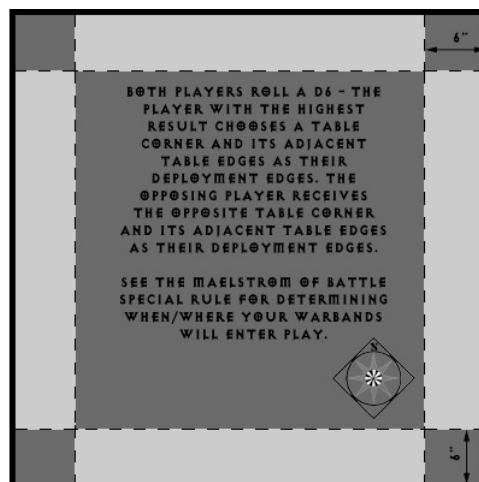 6"
BOTH PLAYERS ROLL A D6 - THE
PLAYER WITH THE HIGHEST
RESULT CHOOSES A TABLE
CORNER AND ITS ADJACENT
TABLE EDGES AS THEIR
DEPLOYMENT EDGES. THE
OPPOSING PLAYER RECEIVES
THE OPPOSITE TABLE CORNER
AND ITS ADJACENT TABLE EDGES
AS THEIR DEPLOYMENT EDGES.
SEE THE MAELSTROM OF BATTLE
SPECIAL RULE FOR DETERMINING
WHEN/WHERE YOUR WARBANDS
WILL ENTER PLAY.
N
6"